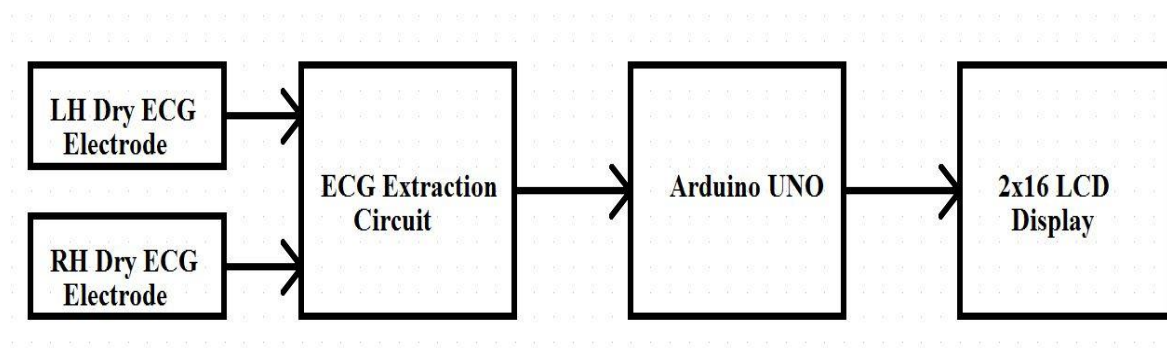 LH Dry ECG
Electrode
RH Dry ECG
Electrode
ECG Extraction
Circuit
Arduino UNO
2x16 LCD
Display